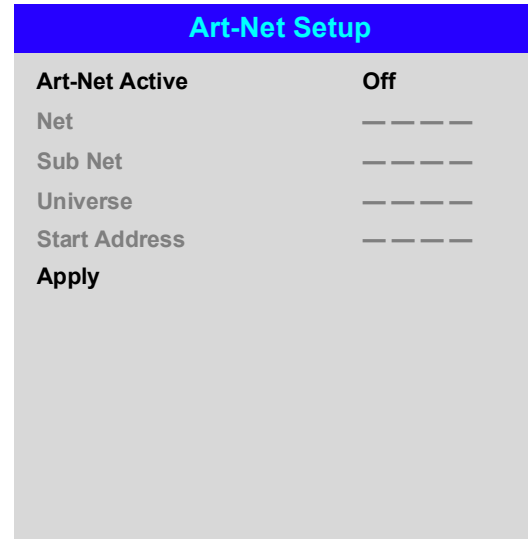 Art-Net Setup
Art-Net Active Off
Net — — — —
Sub Net — — — —
Universe — — — —
Start Address — — — —
Apply